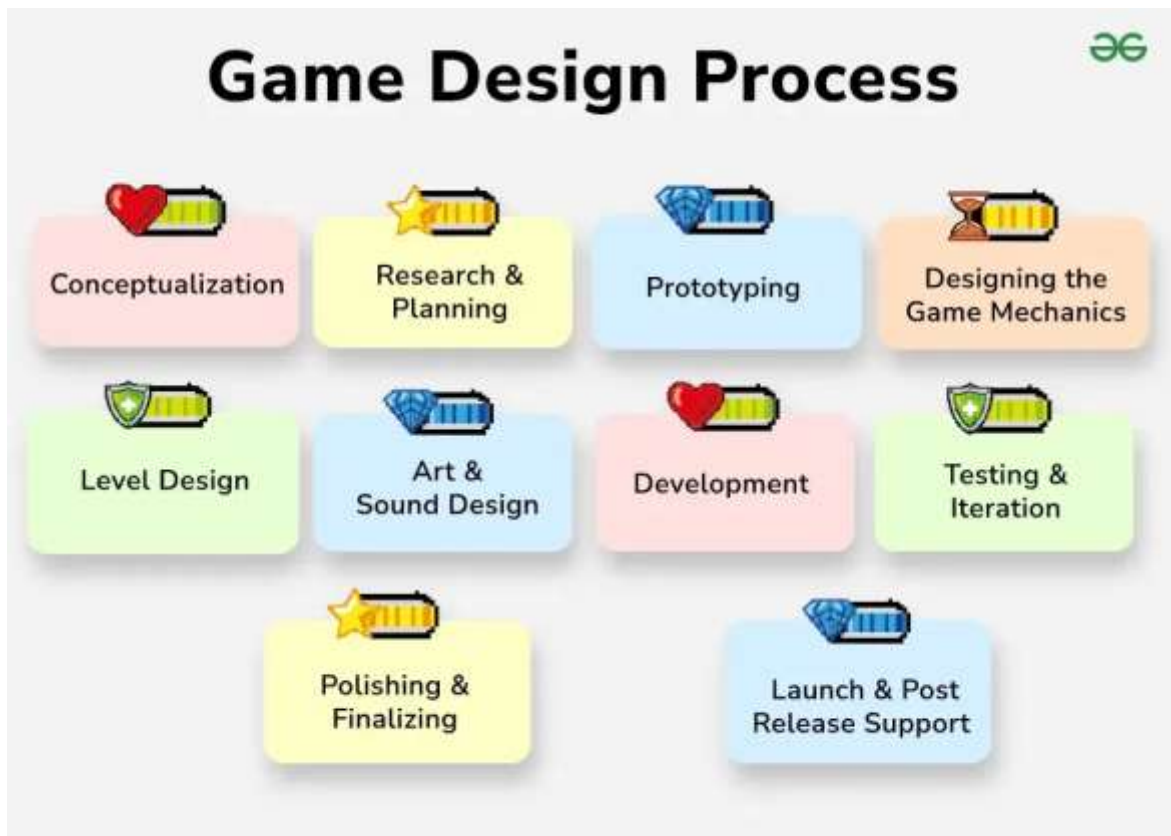 Game Design Process
Conceptualization
Research &
Planning
Prototyping
Designing the
Game Mechanics
Level Design
Art &
Sound Design
Development
Testing &
Iteration
Polishing &
Finalizing
Launch & Post
Release Support